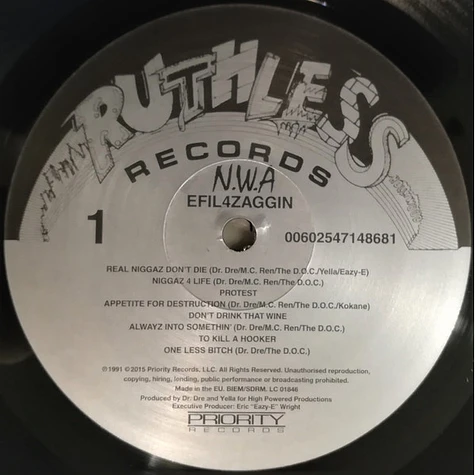 RUTHLESS
RECORDS
N.W.A
EFIL4ZAGGIN
1
00602547148681
REAL NIGGAZ DON'T DIE (Dr. Dre/M.C. Ren/The D.O.C./Yella/Eazy-E)
NIGGAZ 4 LIFE (Dr. Dre/M.C. Ren/The D.O.C.)
PROTEST
APPETITE FOR DESTRUCTION (Dr. Dre/M.C. Ren/The D.O.C./Kokane)
DON'T DRINK THAT WINE
ALWAYZ INTO SOMETHIN' (Dr. Dre/M.C. Ren/The D.O.C.)
TO KILL A HOOKER
ONE LESS BITCH (Dr. Dre/The D.O.C.)
℗ 1991 © 2015 Priority Records, LLC. All Rights Reserved. Unauthorised reproduction,
copying, hiring, lending, public performance or broadcasting prohibited.
Made in the EU. BIEM/SDRM. LC 01846
Produced by Dr. Dre and Yella for High Powered Productions
Executive Producer: Eric "Eazy-E" Wright
PRIORITY
RECORDS